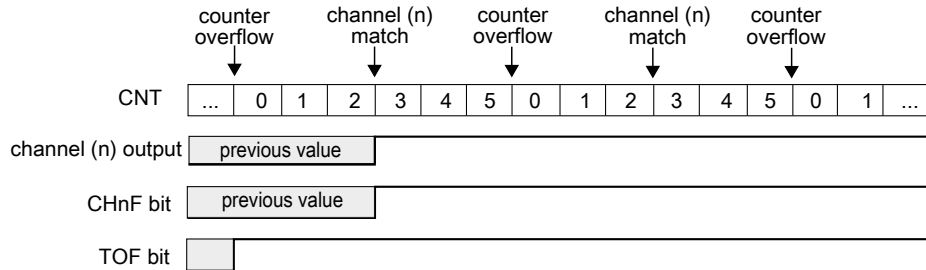 counter overflow
channel (n) match
counter overflow
channel (n) match
counter overflow
CNT ... 0 1 2 3 4 5 0 1 2 3 4 5 0 1 ...
channel (n) output previous value
CHnF bit previous value
TOF bit